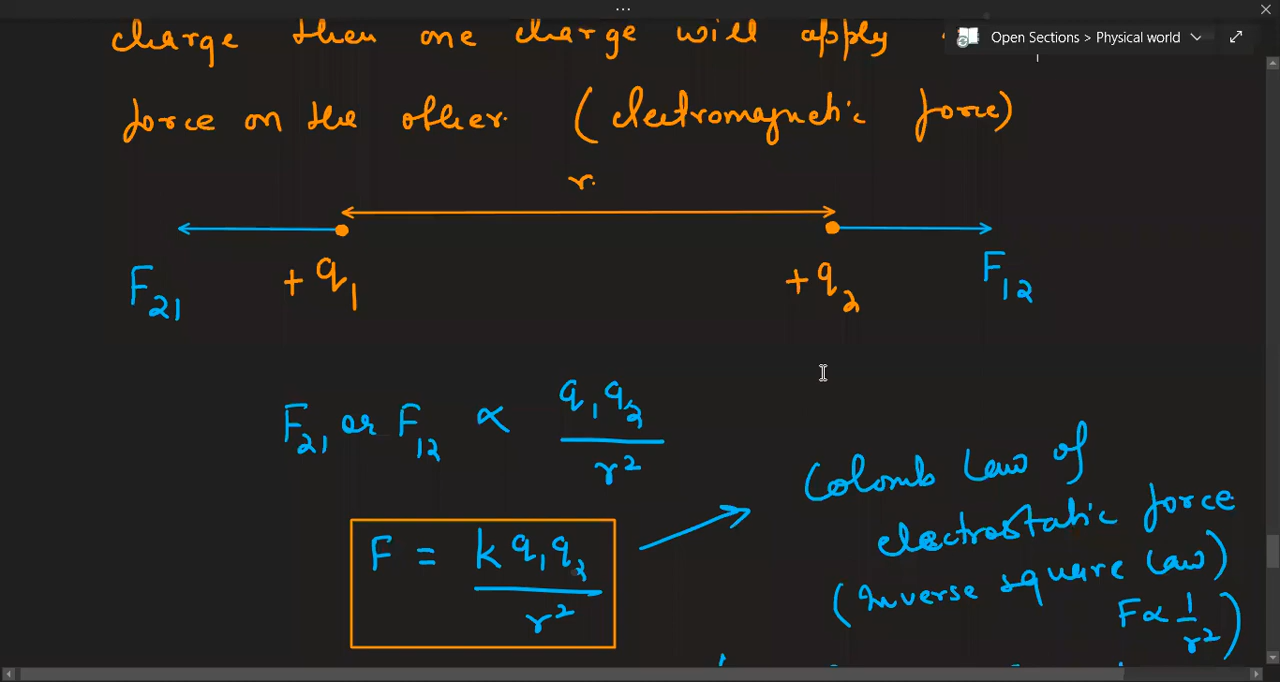 charge then one charge will apply
Open Sections > Physical world
force on the other. (electromagnetic force)
r.
+q₁
+q₂
F₂₁
F₁₂
F₂₁ or F₁₂ ∝ q₁q₂ / r²
Colomb Law of
electrostatic force
(Inverse square law)
F ∝ 1/r²)
F = k q₁q₂ / r²